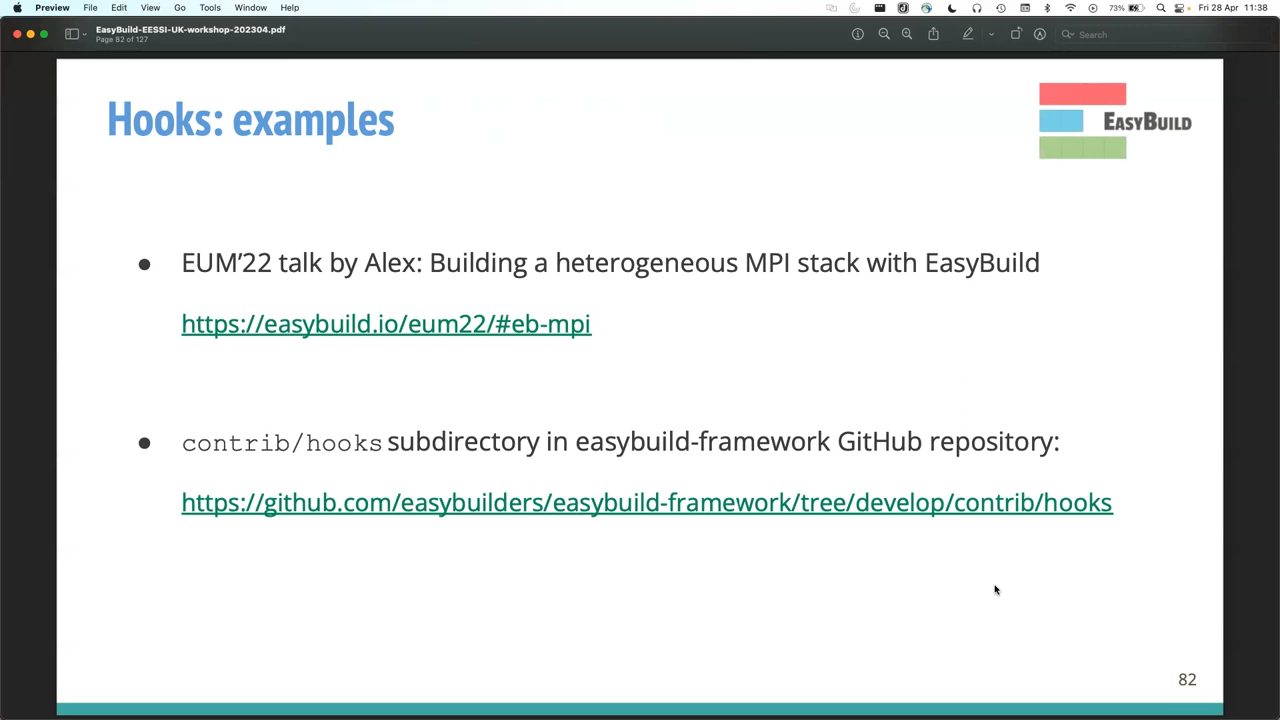 Preview File Edit View Go Tools Window Help
73% Fri 28 Apr 11:38
EasyBuild-EESSI-UK-workshop-202304.pdf
Page 82 of 127
Search
Hooks: examples
EASYBUILD
● EUM’22 talk by Alex: Building a heterogeneous MPI stack with EasyBuild
https://easybuild.io/eum22/#eb-mpi
● contrib/hooks subdirectory in easybuild-framework GitHub repository:
https://github.com/easybuilders/easybuild-framework/tree/develop/contrib/hooks
82